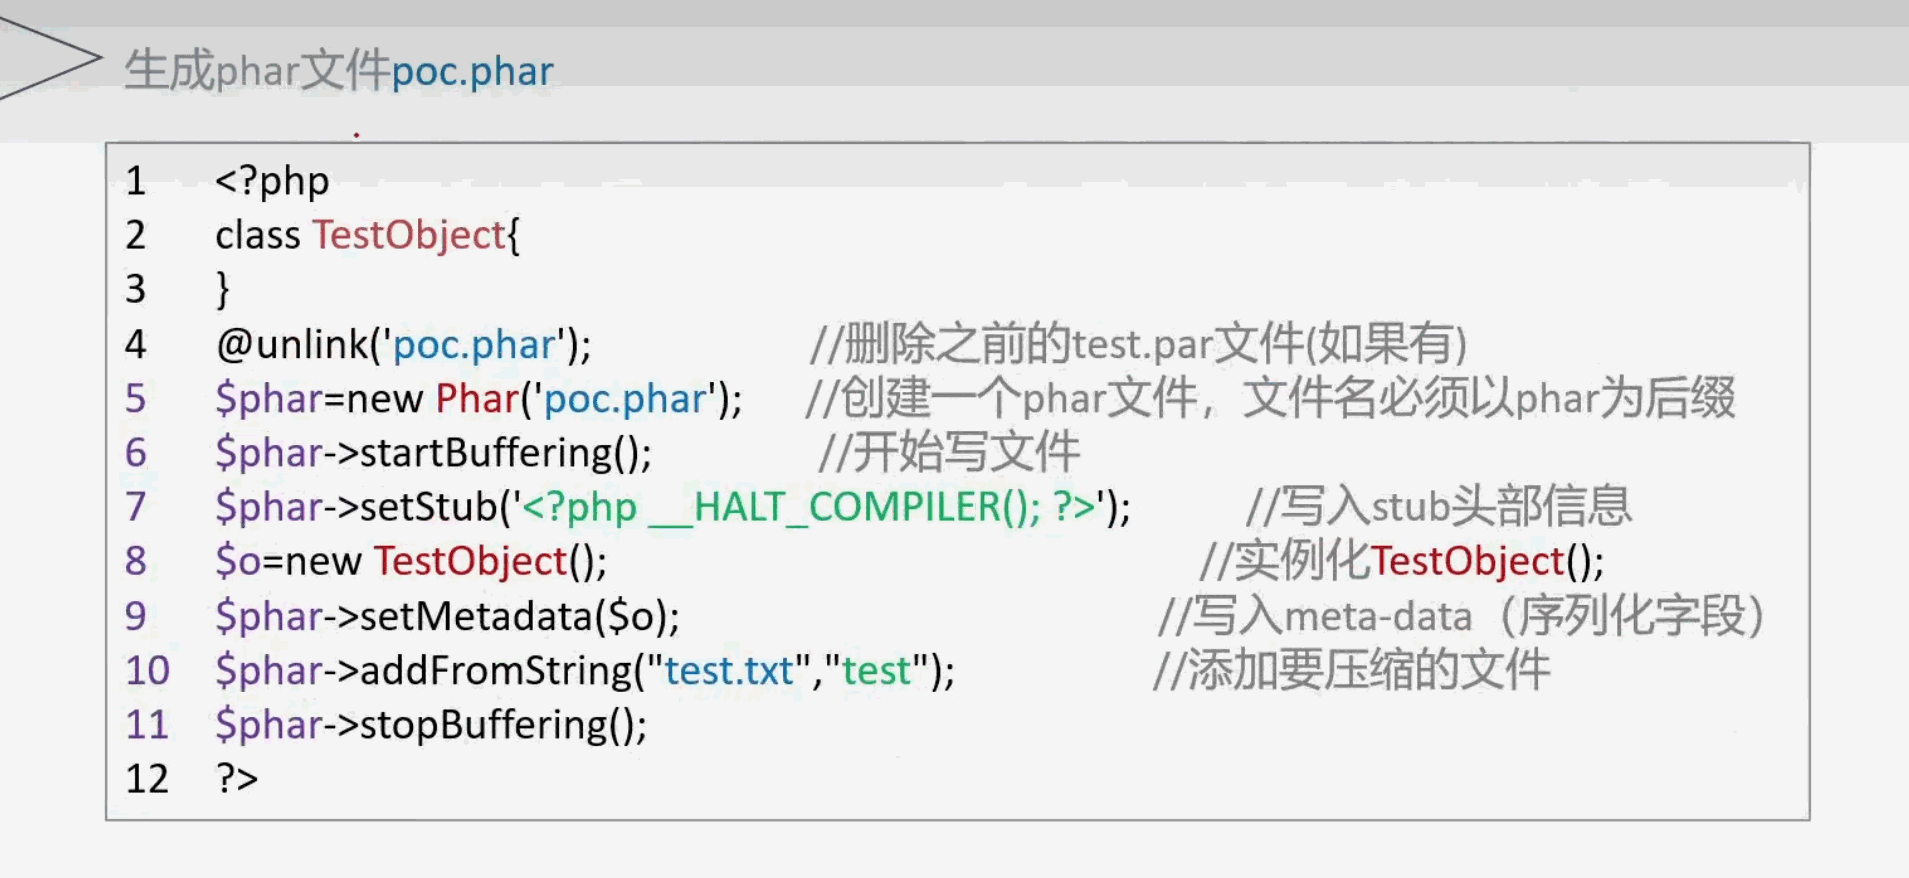 生成phar文件poc.phar
1 <?php
2 class TestObject{
3 }
4 @unlink('poc.phar'); //删除之前的test.par文件(如果有)
5 $phar=new Phar('poc.phar'); //创建一个phar文件，文件名必须以phar为后缀
6 $phar->startBuffering(); //开始写文件
7 $phar->setStub('<?php __HALT_COMPILER(); ?>'); //写入stub头部信息
8 $o=new TestObject(); //实例化TestObject();
9 $phar->setMetadata($o); //写入meta-data（序列化字段）
10 $phar->addFromString("test.txt","test"); //添加要压缩的文件
11 $phar->stopBuffering();
12 ?>